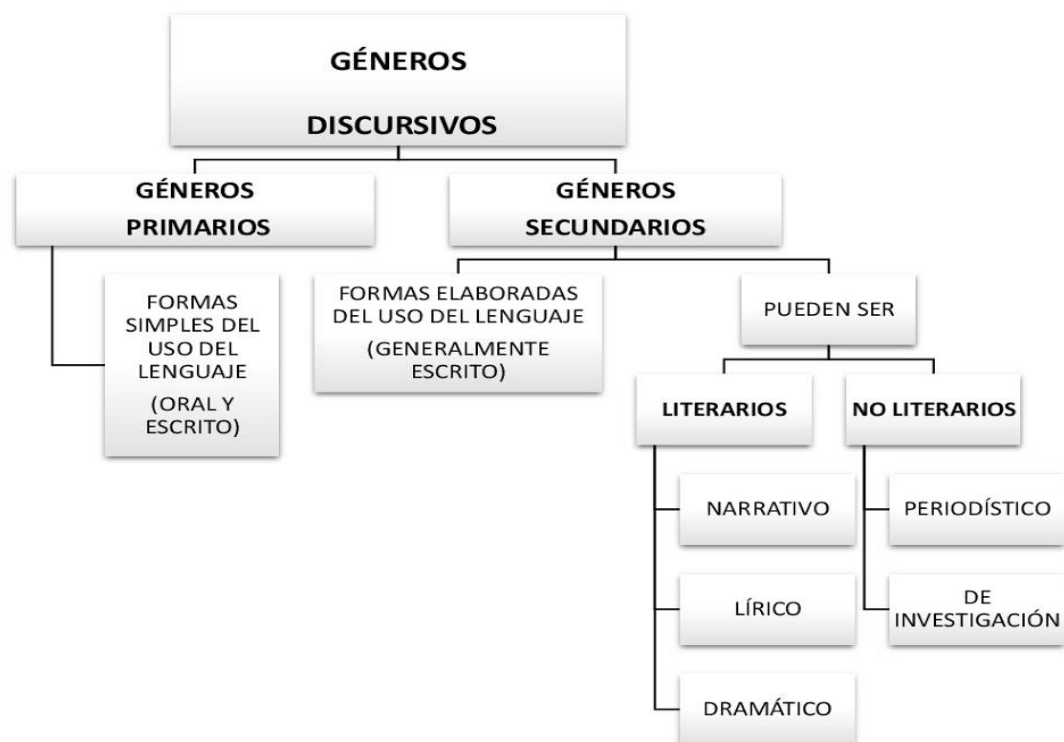 GÉNEROS
DISCURSIVOS
GÉNEROS
PRIMARIOS
GÉNEROS
SECUNDARIOS
FORMAS
SIMPLES DEL
USO DEL
LENGUAJE
(ORAL Y
ESCRITO)
FORMAS ELABORADAS
DEL USO DEL LENGUAJE
(GENERALMENTE
ESCRITO)
PUEDEN SER
LITERARIOS
NO LITERARIOS
NARRATIVO
LÍRICO
DRAMÁTICO
PERIODÍSTICO
DE
INVESTIGACIÓN